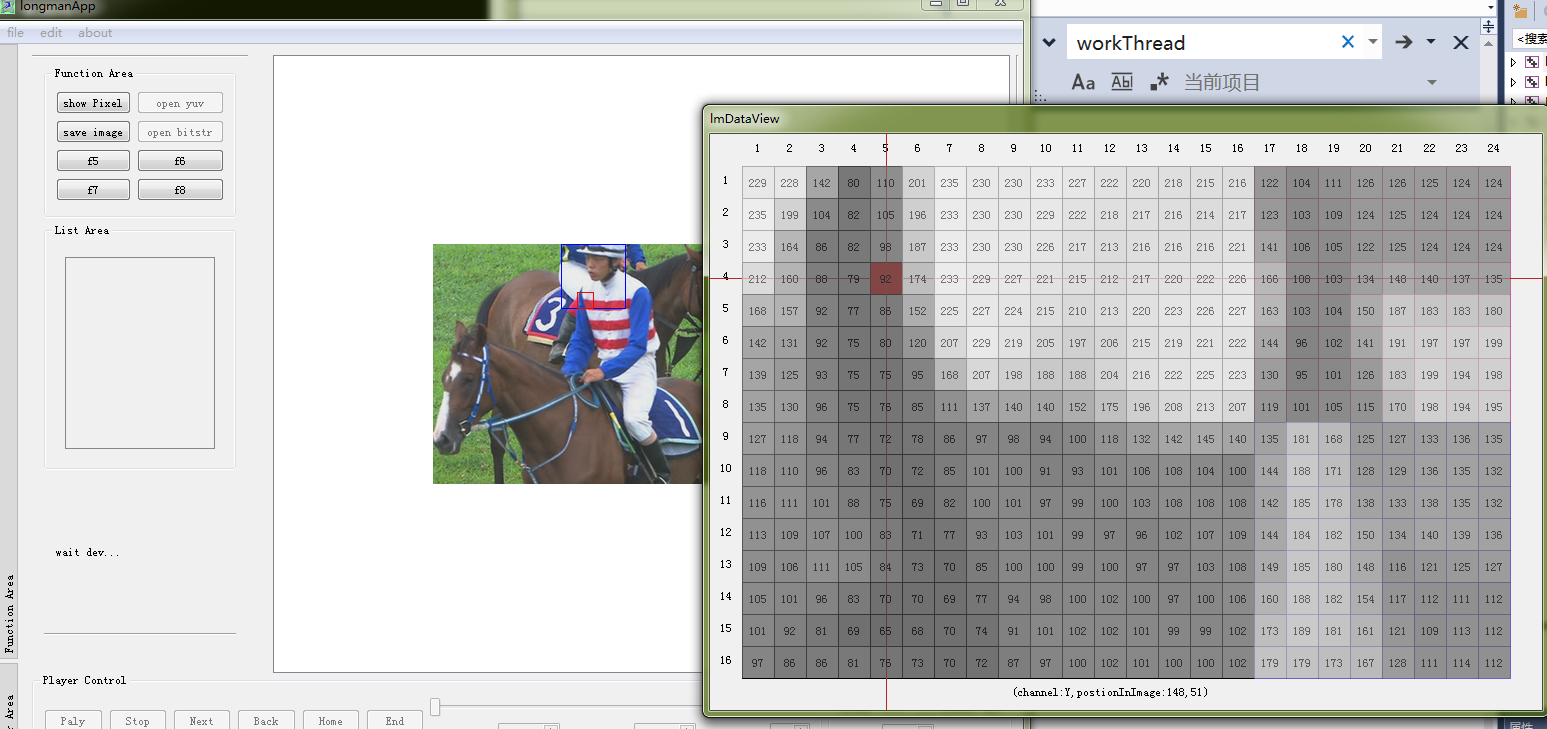 longmanApp
file edit about
Function Area
show Pixel open yuv
save image open bitstr
f5 f6
f7 f8
List Area
wait dev...
Function Area
Player Control
Paly Stop Next Back Home End
3
1
workThread
Aa Abl 当前项目
<搜索
ImDataView
1 2 3 4 5 6 7 8 9 10 11 12 13 14 15 16 17 18 19 20 21 22 23 24
1 229 228 142 80 110 201 235 230 230 233 227 222 220 218 215 216 122 104 111 126 126 125 124 124
2 235 199 104 82 105 196 233 230 230 229 222 218 217 216 214 217 123 103 109 124 125 124 124 124
3 233 164 86 82 98 187 233 230 230 226 217 213 216 216 216 221 141 106 105 122 125 124 124 124
4 212 160 88 79 92 174 233 229 227 221 215 212 217 220 222 226 166 108 103 134 148 140 137 135
5 168 157 92 77 86 152 225 227 224 215 210 213 220 223 226 227 163 103 104 150 187 183 183 180
6 142 131 92 75 80 120 207 229 219 205 197 206 215 219 221 222 144 96 102 141 191 197 197 199
7 139 125 93 75 75 95 168 207 198 188 188 204 216 222 225 223 130 95 101 126 183 199 194 198
8 135 130 96 75 76 85 111 137 140 140 152 175 196 208 213 207 119 101 105 115 170 198 194 195
9 127 118 94 77 72 78 86 97 98 94 100 118 132 142 145 140 135 181 168 125 127 133 136 135
10 118 110 96 83 70 72 85 101 100 91 93 101 106 108 104 100 144 188 171 128 129 136 135 132
11 116 111 101 88 75 69 82 100 101 97 99 100 103 108 108 108 142 185 178 138 133 138 135 132
12 113 109 107 100 83 71 77 93 103 101 99 97 96 102 107 109 144 184 182 150 134 140 139 136
13 109 106 111 105 84 73 70 85 100 100 99 100 97 97 103 108 149 185 180 148 116 121 125 127
14 105 101 96 83 70 70 69 77 94 98 100 102 100 97 100 106 160 188 182 154 117 112 111 112
15 101 92 81 69 65 68 70 74 91 101 102 102 101 99 99 102 173 189 181 161 121 109 113 112
16 97 86 86 81 76 73 70 72 87 97 100 102 101 100 100 102 179 179 173 167 128 111 114 112
(channel:Y,postionInImage:148,51)